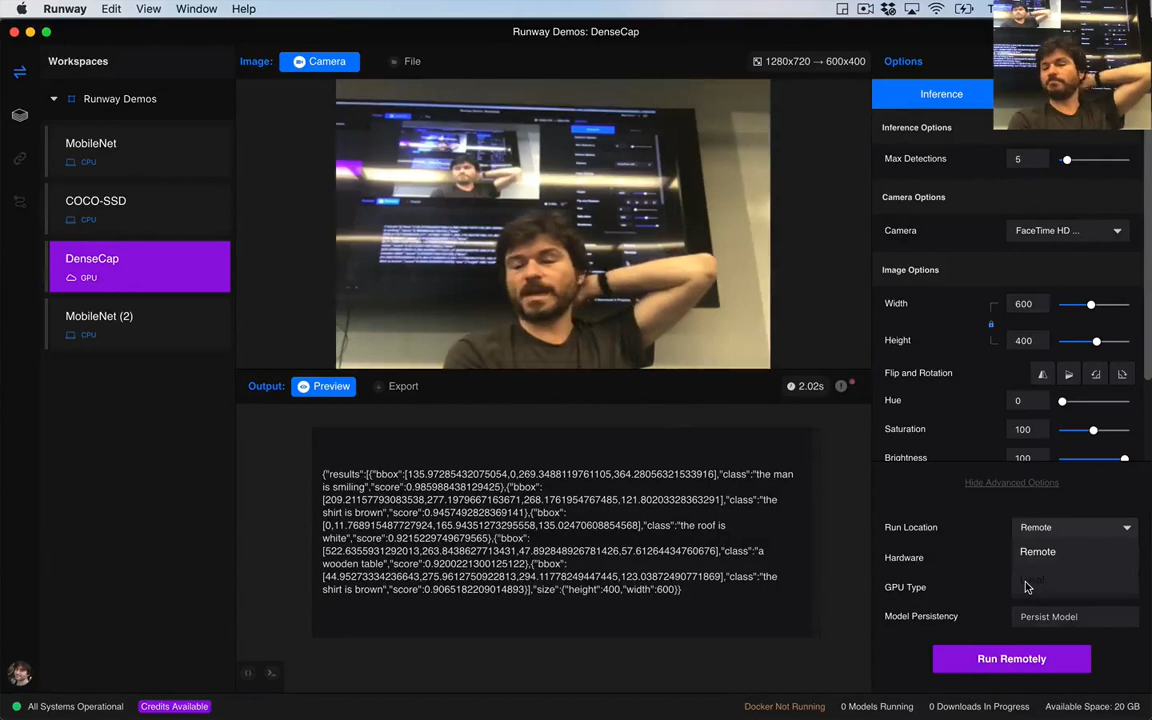 Runway Edit View Window Help
Runway Demos: DenseCap
Workspaces
Runway Demos
MobileNet
CPU
COCO-SSD
CPU
DenseCap
GPU
MobileNet (2)
CPU
Image: Camera File 1280x720 → 600x400
Output: Preview Export 2.02s
{"results":[{"bbox":[135.97285432075054,0,269.3488119761105,364.28056321533916],"class":"the man
is smiling","score":0.985988438129425},{"bbox":
[209.21157793083538,277.1979667163671,268.1761954767485,121.80203328363291],"class":"the
shirt is brown","score":0.9457492828369141},{"bbox":
[0,11.768915487727924,165.94351273295558,135.02470608854568],"class":"the roof is
white","score":0.9215229749679565},{"bbox":
[522.6355931292013,263.8438627713431,47.892848926781426,57.61264434760676],"class":"a
wooden table","score":0.9200221300125122},{"bbox":
[44.95273334236643,275.9612750922813,294.11778249447445,123.03872490771869],"class":"the
shirt is brown","score":0.9065182209014893}],"size":{"height":400,"width":600}}
Options
Inference
Inference Options
Max Detections 5
Camera Options
Camera FaceTime HD ...
Image Options
Width 600
Height 400
Flip and Rotation
Hue 0
Saturation 100
Brightness 100
Hide Advanced Options
Run Location Remote
Remote
Hardware
GPU Type
Model Persistency Persist Model
Run Remotely
All Systems Operational Credits Available Docker Not Running 0 Models Running 0 Downloads In Progress Available Space: 20 GB